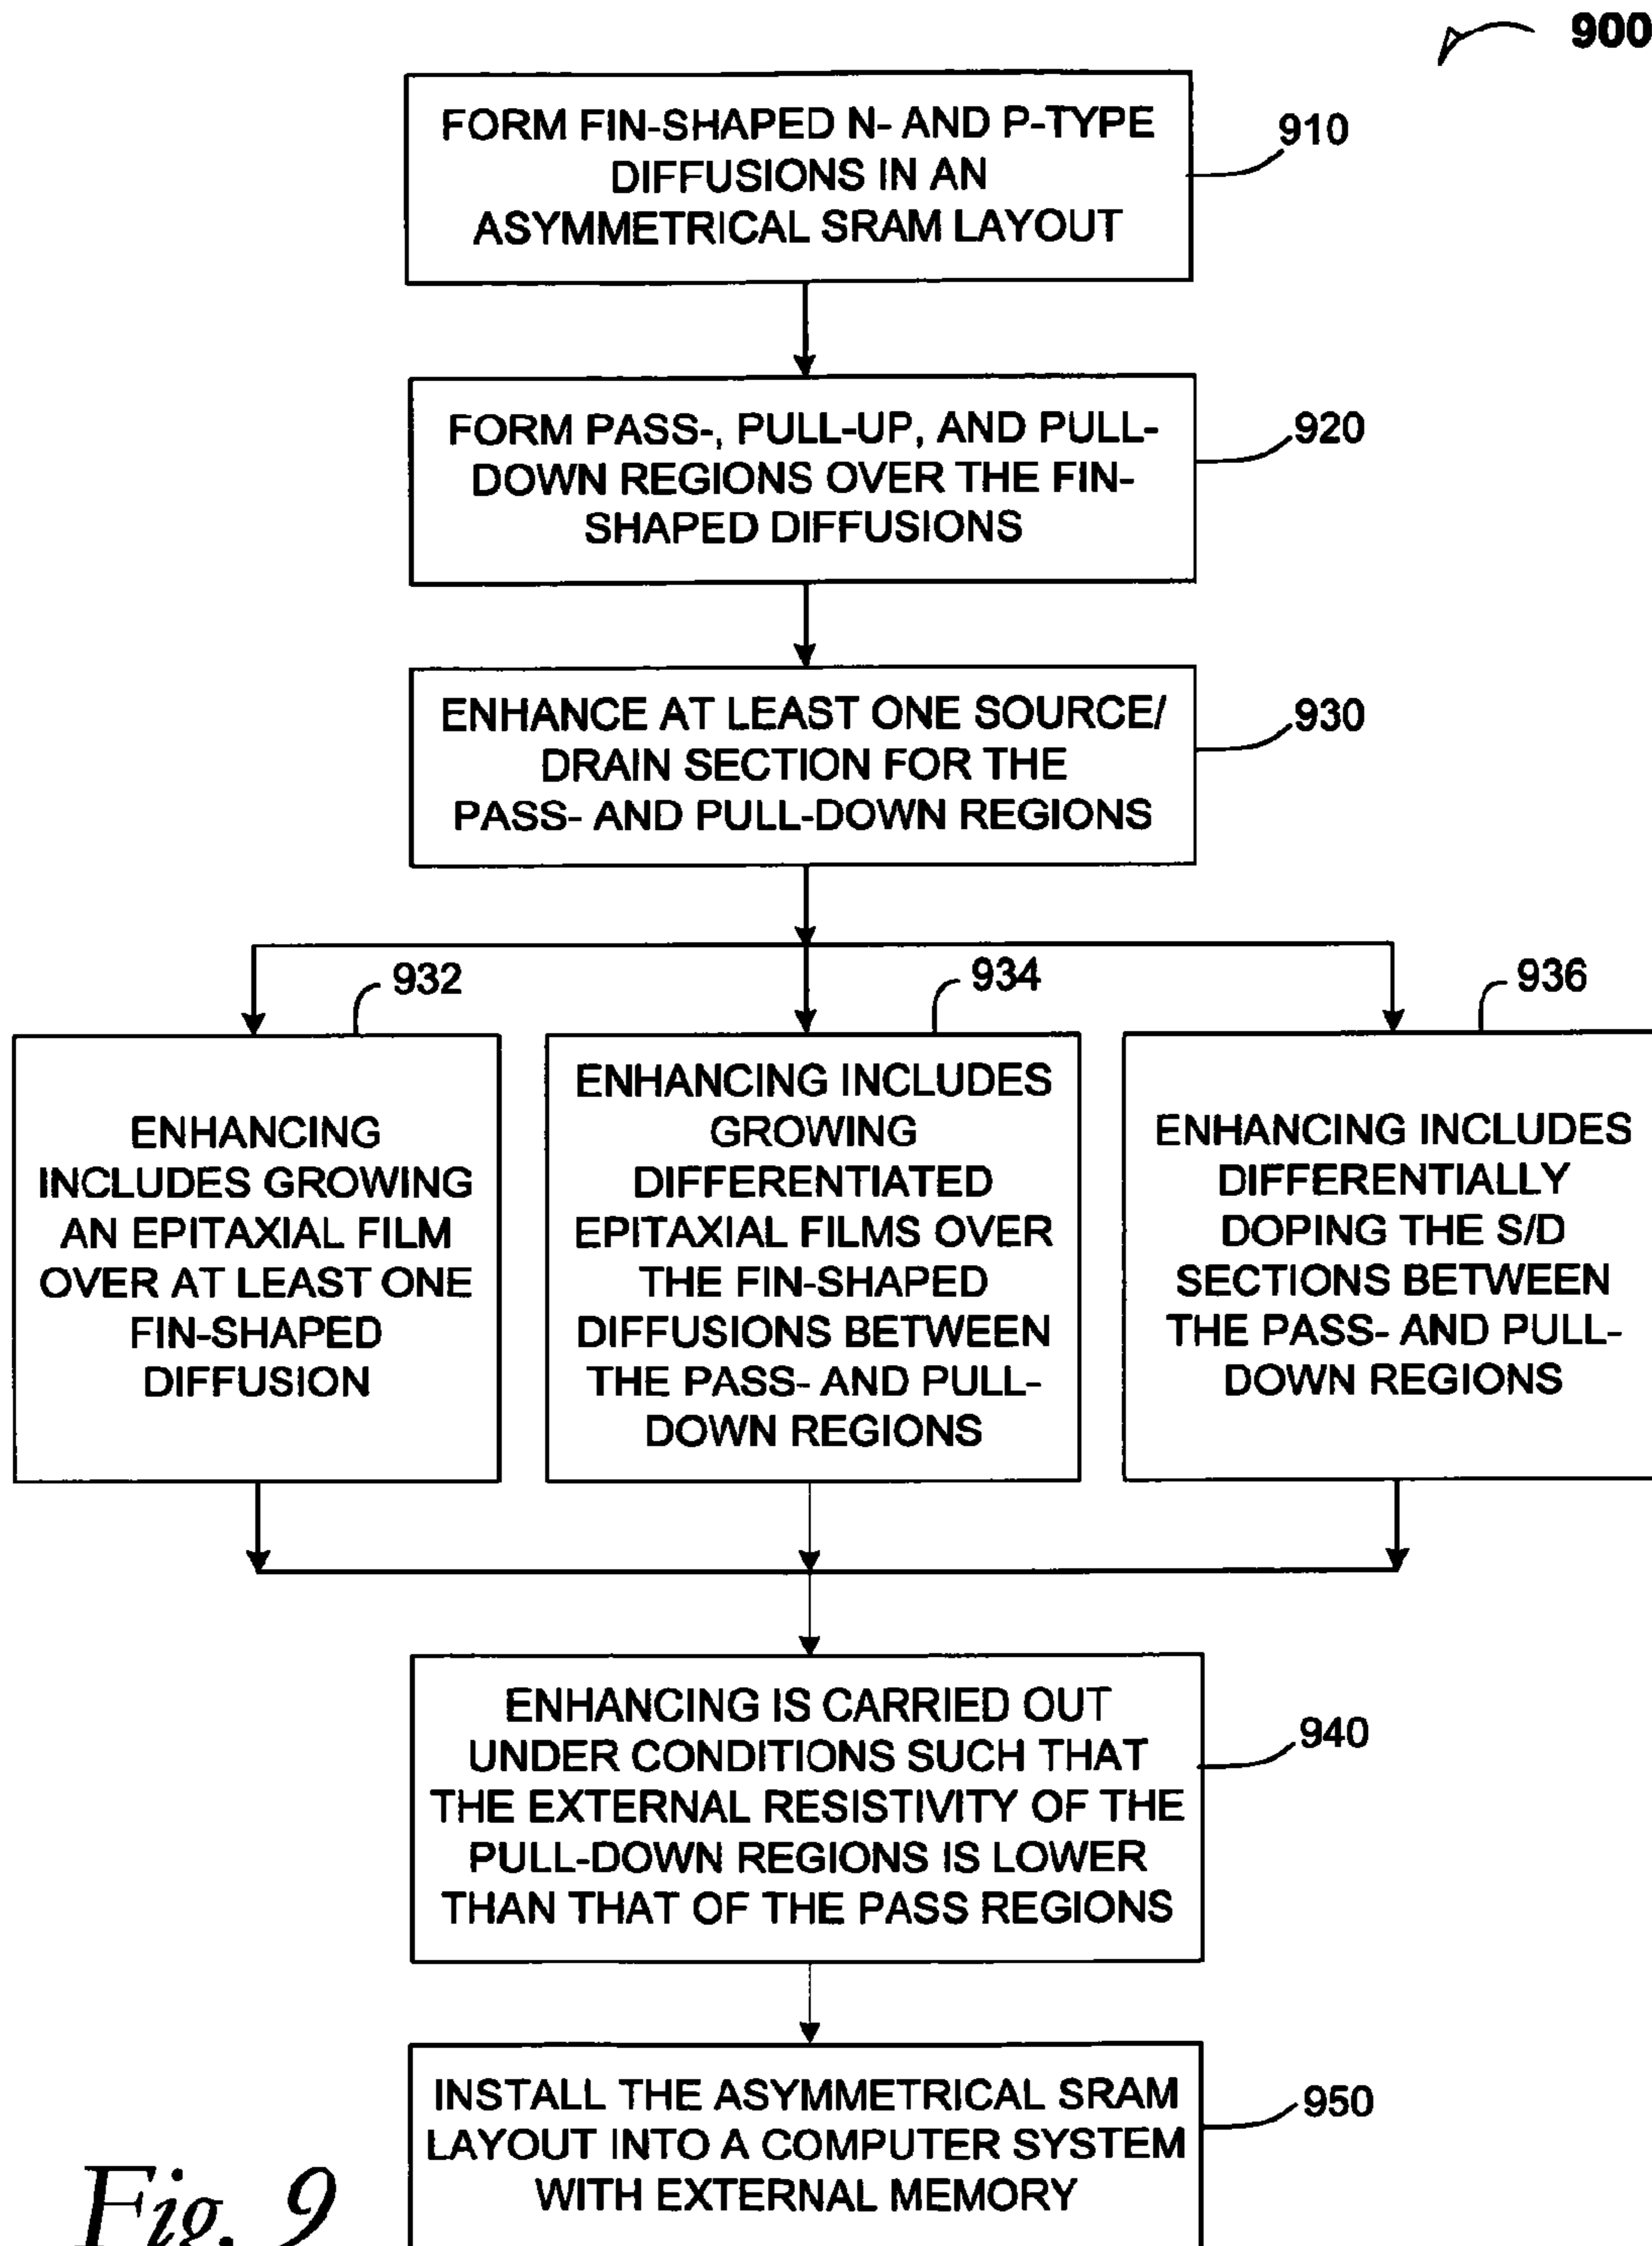 900
FORM FIN-SHAPED N- AND P-TYPE
DIFFUSIONS IN AN
ASYMMETRICAL SRAM LAYOUT
910
FORM PASS-, PULL-UP, AND PULL-
DOWN REGIONS OVER THE FIN-
SHAPED DIFFUSIONS
920
ENHANCE AT LEAST ONE SOURCE/
DRAIN SECTION FOR THE
PASS- AND PULL-DOWN REGIONS
930
932
ENHANCING
INCLUDES GROWING
AN EPITAXIAL FILM
OVER AT LEAST ONE
FIN-SHAPED
DIFFUSION
934
ENHANCING INCLUDES
GROWING
DIFFERENTIATED
EPITAXIAL FILMS OVER
THE FIN-SHAPED
DIFFUSIONS BETWEEN
THE PASS- AND PULL-
DOWN REGIONS
936
ENHANCING INCLUDES
DIFFERENTIALLY
DOPING THE S/D
SECTIONS BETWEEN
THE PASS- AND PULL-
DOWN REGIONS
ENHANCING IS CARRIED OUT
UNDER CONDITIONS SUCH THAT
THE EXTERNAL RESISTIVITY OF THE
PULL-DOWN REGIONS IS LOWER
THAN THAT OF THE PASS REGIONS
940
INSTALL THE ASYMMETRICAL SRAM
LAYOUT INTO A COMPUTER SYSTEM
WITH EXTERNAL MEMORY
950
Fig. 9